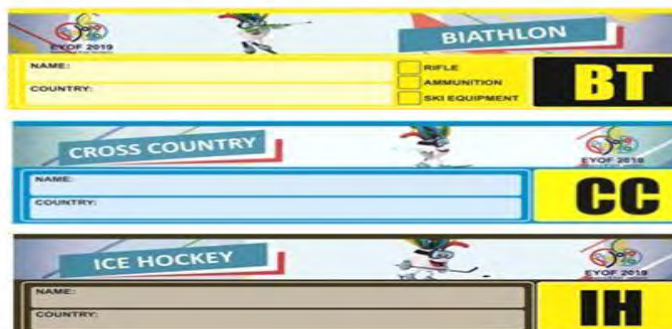 EYOF 2019
BIATHLON
NAME:
COUNTRY:
RIFLE
AMMUNITION
SKI EQUIPMENT
BT
CROSS COUNTRY
EYOF 2019
NAME:
COUNTRY:
CC
ICE HOCKEY
EYOF 2019
NAME:
COUNTRY:
IH